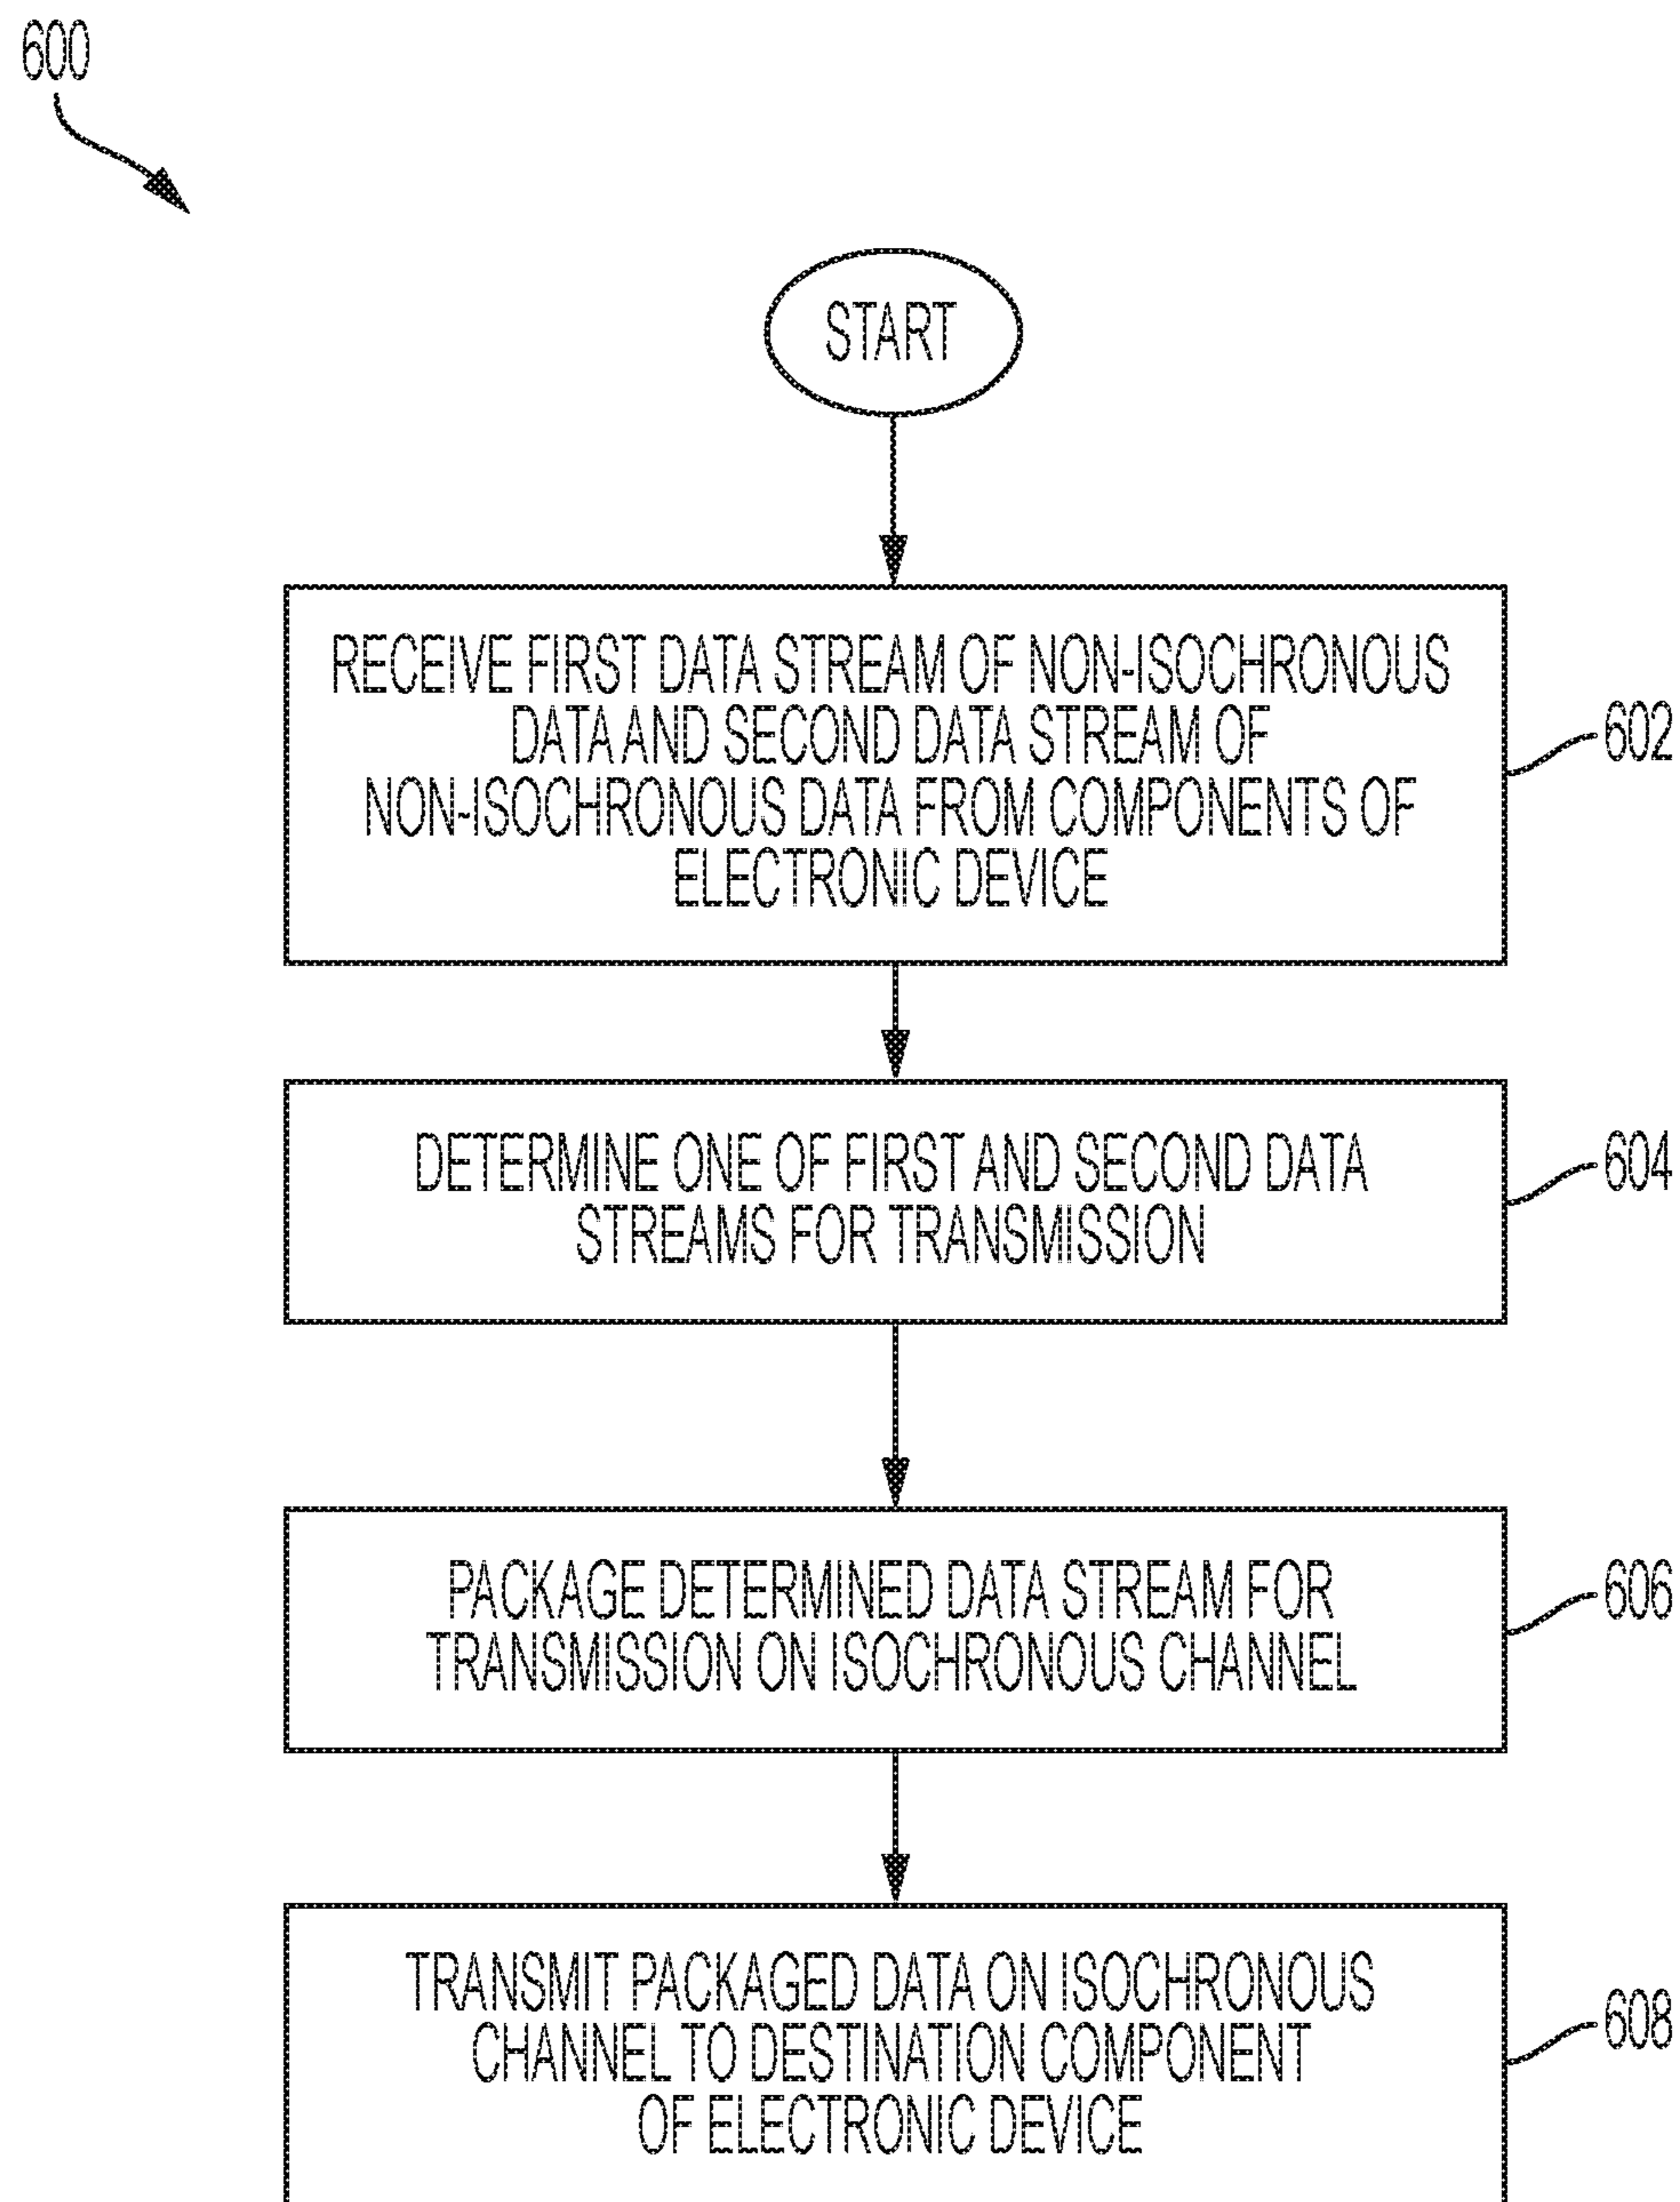 600
START
RECEIVE FIRST DATA STREAM OF NON-ISOCHRONOUS
DATA AND SECOND DATA STREAM OF
NON-ISOCHRONOUS DATA FROM COMPONENTS OF
ELECTRONIC DEVICE
602
DETERMINE ONE OF FIRST AND SECOND DATA
STREAMS FOR TRANSMISSION
604
PACKAGE DETERMINED DATA STREAM FOR
TRANSMISSION ON ISOCHRONOUS CHANNEL
606
TRANSMIT PACKAGED DATA ON ISOCHRONOUS
CHANNEL TO DESTINATION COMPONENT
OF ELECTRONIC DEVICE
608